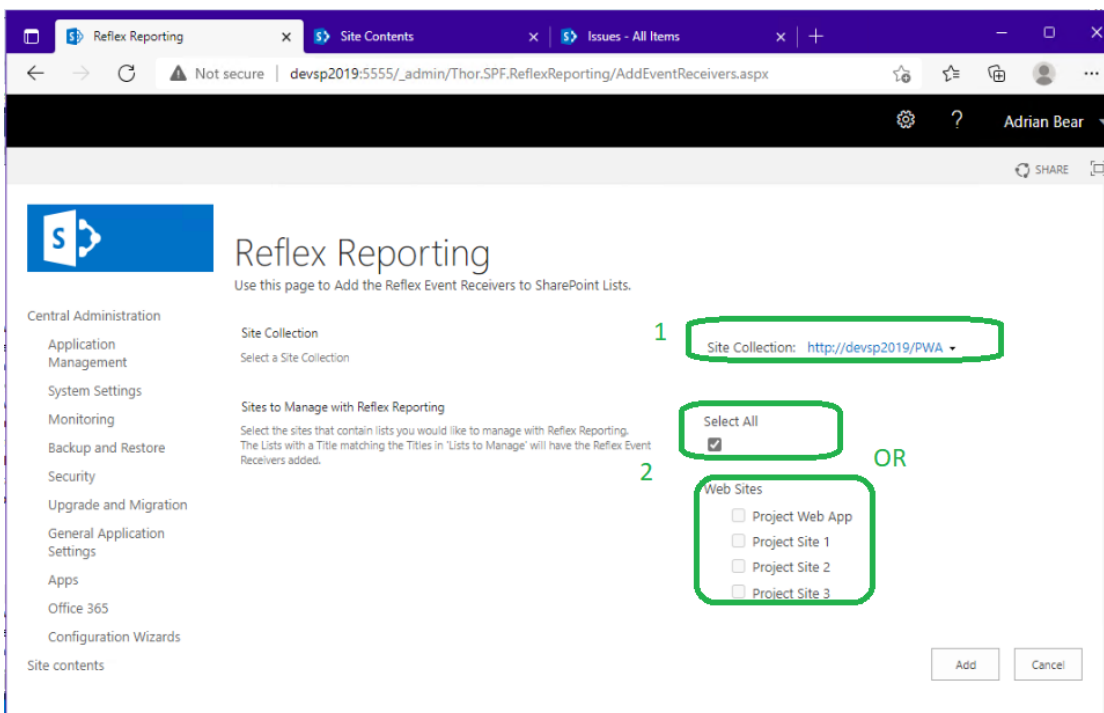 Reflex Reporting
Site Contents
Issues - All Items
Not secure
devsp2019:5555/_admin/Thor.SPF.ReflexReporting/AddEventReceivers.aspx
?
Adrian Bear
SHARE
S
Reflex Reporting
Use this page to Add the Reflex Event Receivers to SharePoint Lists.
Central Administration
Application
Management
System Settings
Monitoring
Backup and Restore
Security
Upgrade and Migration
General Application
Settings
Apps
Office 365
Configuration Wizards
Site contents
Site Collection
Select a Site Collection
1
Site Collection: http://devsp2019/PWA
Sites to Manage with Reflex Reporting
Select the sites that contain lists you would like to manage with Reflex Reporting.
The Lists with a Title matching the Titles in 'Lists to Manage' will have the Reflex Event
Receivers added.
2
Select All
OR
Web Sites
Project Web App
Project Site 1
Project Site 2
Project Site 3
Add
Cancel